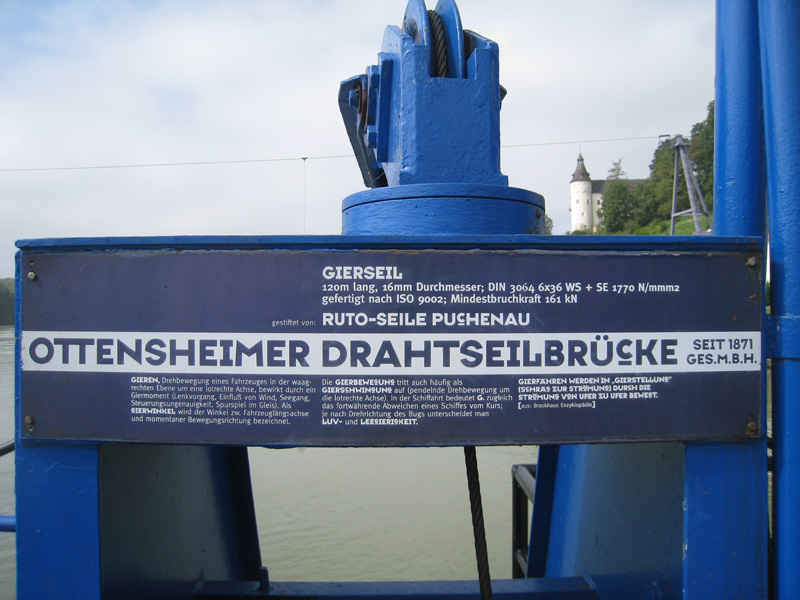 GIERSEIL
120m lang, 16mm Durchmesser; DIN 3064 6x36 WS + SE 1770 N/mmm2
gefertigt nach ISO 9002; Mindestbruchkraft 161 kN
gestiftet von: RUTO-SEILE PUCHENAU
OTTENSHEIMER DRAHTSEILBRÜCKE
SEIT 1871
GES.M.B.H.
GIEREN, Drehbewegung eines Fahrzeuges in der waag-
rechten Ebene um eine lotrechte Achse, bewirkt durch ein
Giermoment (Lenkvorgang, Einfluß von Wind, Seegang,
Steuerungsungenauigkeit, Spurspiel im Gleis). Als
GIERWINKEL wird der Winkel zw. Fahrzeuglängsachse
und momentaner Bewegungsrichtung bezeichnet.
Die GIERBEWEGUNG tritt auch häufig als
GIERSCHWINGUNG auf (pendelnde Drehbewegung um
die lotrechte Achse). In der Schiffahrt bedeutet G. zugleich
das fortwährende Abweichen eines Schiffes vom Kurs;
je nach Drehrichtung des Bugs unterscheidet man
LUV- und LEEGIERIGKEIT.
GIERFÄHREN WERDEN IN „GIERSTELLUNG"
(SCHRÄG ZUR STRÖMUNG) DURCH DIE
STRÖMUNG VON UFER ZU UFER BEWEGT.
[aus: Brockhaus Enzyklopädie]